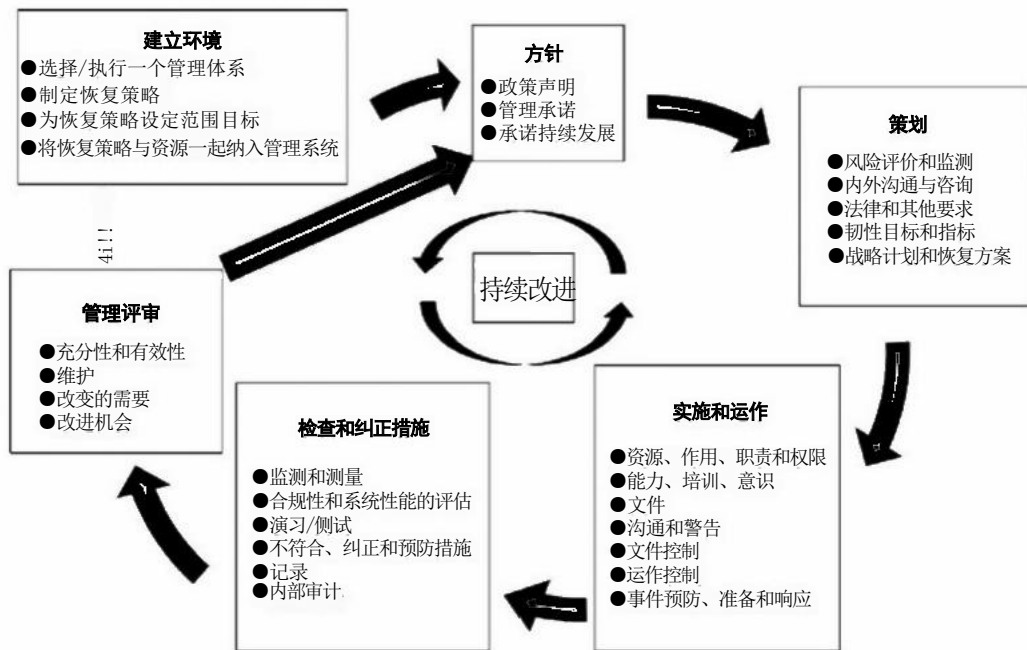 建立环境
●选择/执行一个管理体系
●制定恢复策略
●为恢复策略设定范围目标
●将恢复策略与资源一起纳入管理系统
方针
●政策声明
●管理承诺
●承诺持续发展
策划
●风险评价和监测
●内外沟通与咨询
●法律和其他要求
●韧性目标和指标
●战略计划和恢复方案
实施和运作
●资源、作用、职责和权限
●能力、培训、意识
●文件
●沟通和警告
●文件控制
●运作控制
●事件预防、准备和响应
检查和纠正措施
●监测和测量
●合规性和系统性能的评估
●演习/侧试
●不符合、纠正和预防措施
●记录
●内部审计
管理评审
●充分性和有效性
●维护
●改变的需要
●改进机会
4i!!
持续改进